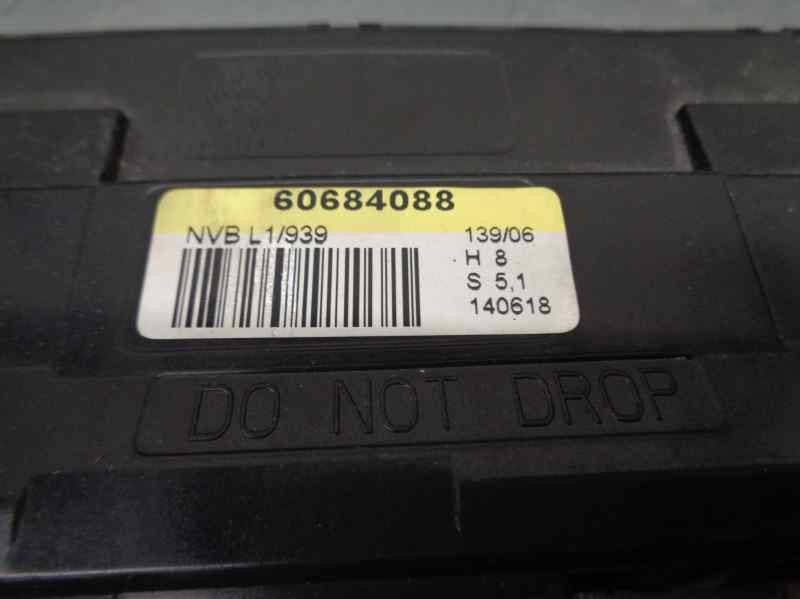 60684088
NVB L1/939 139/06
H 8
S 5,1
140618
DO NOT DROP